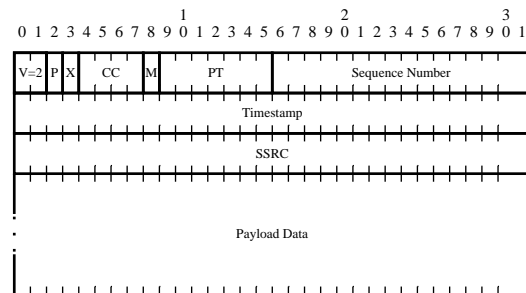 1 2 3
0 1 2 3 4 5 6 7 8 9 0 1 2 3 4 5 6 7 8 9 0 1 2 3 4 5 6 7 8 9 0 1
V=2 P X CC M PT Sequence Number
Timestamp
SSRC
Payload Data